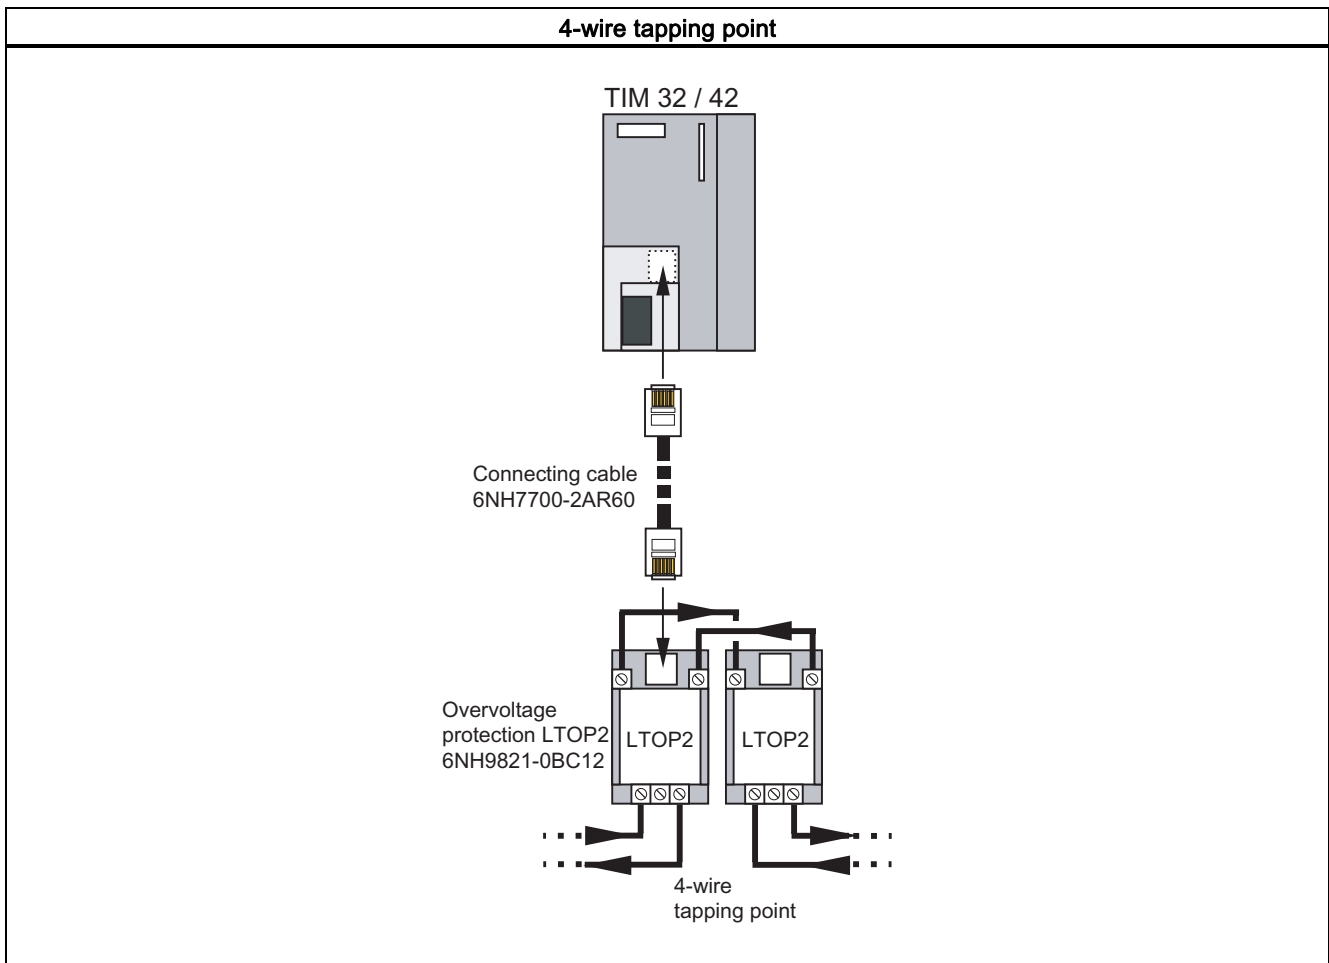 4-wire tapping point
TIM 32 / 42
Connecting cable
6NH7700-2AR60
Overvoltage
protection LTOP2
6NH9821-0BC12
LTOP2
LTOP2
4-wire
tapping point